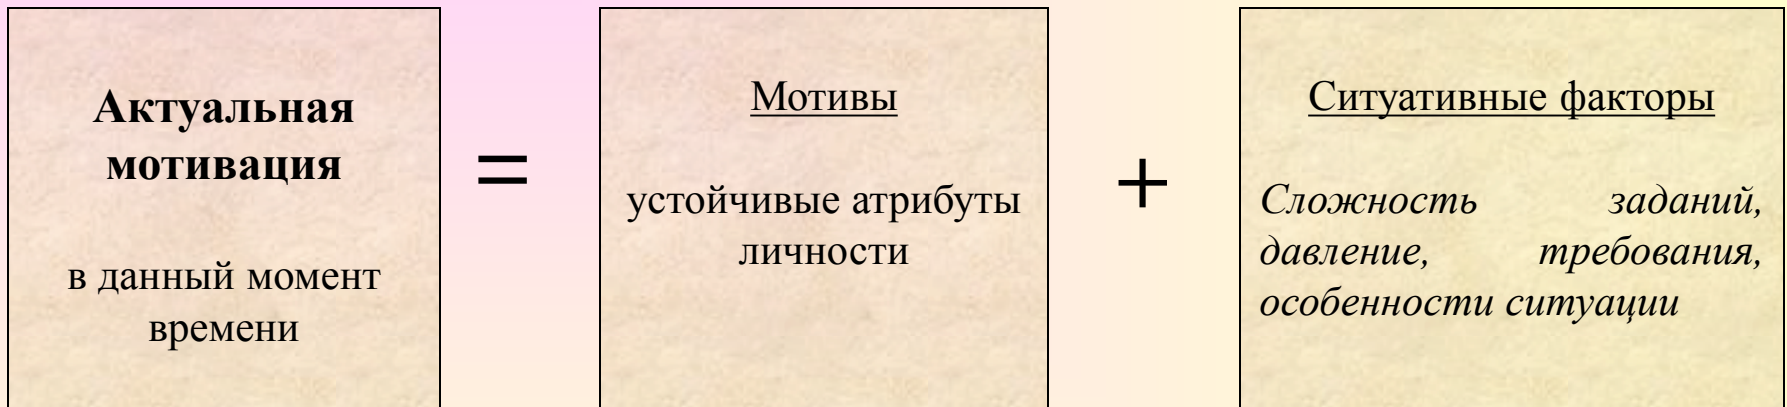 Актуальная
мотивация
в данный момент
времени
=
Мотивы
устойчивые атрибуты
личности
+
Ситуативные факторы
Сложность заданий,
давление, требования,
особенности ситуации